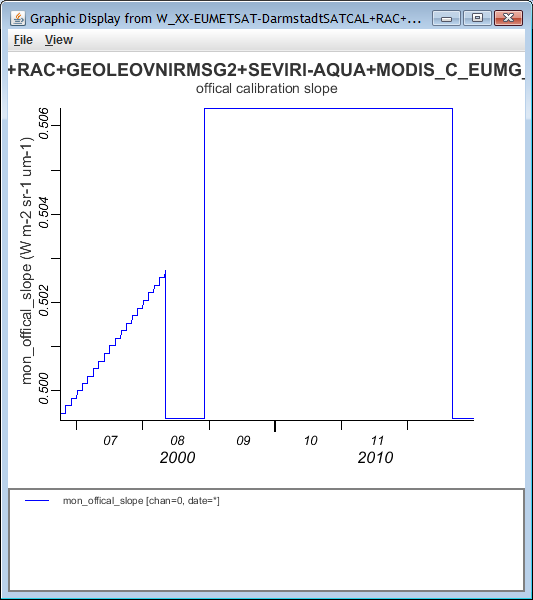 Graphic Display from W_XX-EUMETSAT-DarmstadtSATCAL+RAC+...
File View
+RAC+GEOLEOVNIRMSG2+SEVIRI-AQUA+MODIS_C_EUMG_
offical calibration slope
mon_offical_slope (W m-2 sr-1 um-1)
0.506
0.504
0.502
0.500
07 08 09 10 11
2000 2010
mon_offical_slope [chan=0, date=*]